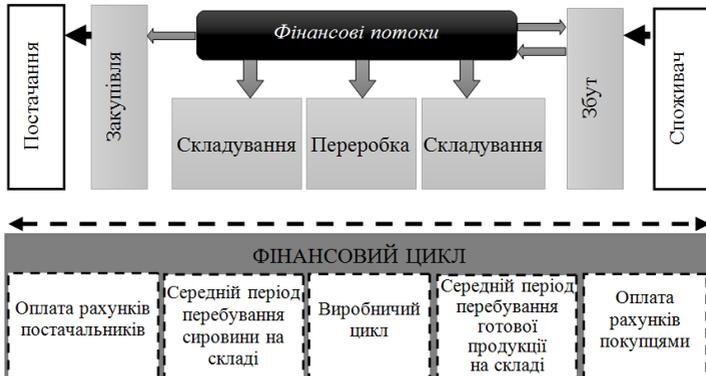 Фінансові потоки
Постачання
Закупівля
Складування
Переробка
Складування
Збут
Споживач
ФІНАНСОВИЙ ЦИКЛ
Оплата рахунків
постачальників
Середній період
перебування
сировини на
складі
Виробничий
цикл
Середній період
перебування
готової
продукції
на складі
Оплата
рахунків
покупцями